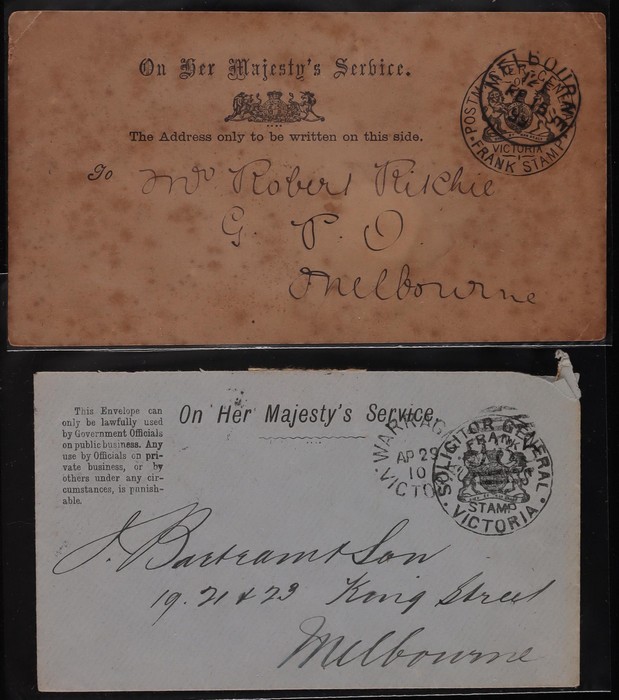 On Her Majesty's Service.
The Address only to be written on this side.
To Mr Robert Ritchie
G. P. O.
Melbourne
MELBOURNE
FRANK STAMP
VICTORIA
This Envelope can
only be lawfully used
by Government Officials
on public business. Any
use by Officials on pri-
vate business, or by
others under any cir-
cumstances, is punish-
able.
On Her Majesty's Service
AP 29
10
SOLICITOR GENERAL
FRANK
STAMP
VICTORIA
J. Bartram & Son
19. 21 & 23 King Street
Melbourne